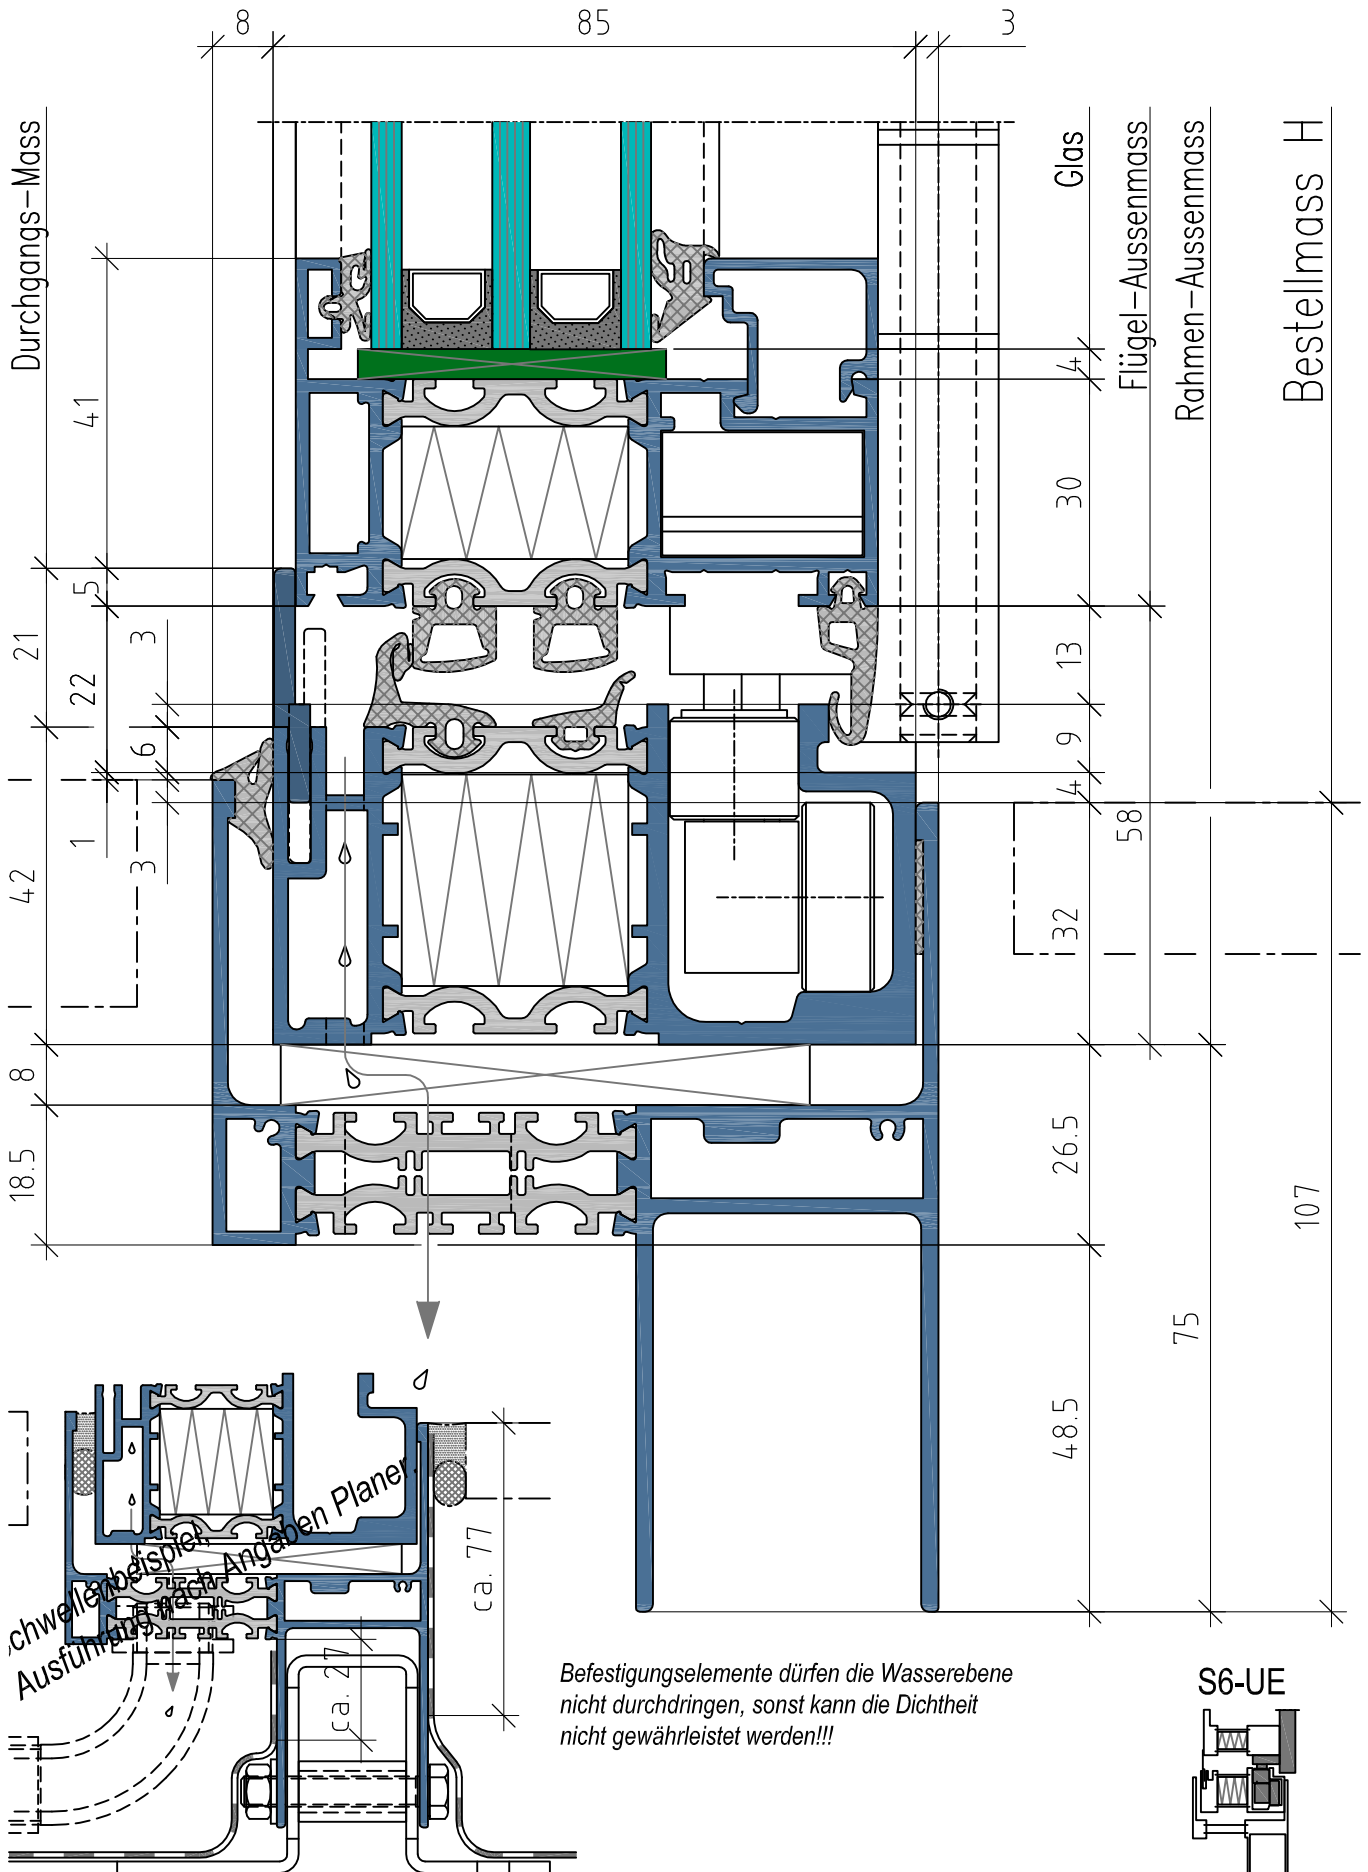 8
85
3
Durchgangs-Mass
Glas
Flügel-Aussenmass
Rahmen-Aussenmass
Bestellmass H
41
4
30
5
21
3
22
13
6
9
4
1
3
58
42
32
8
18.5
26.5
107
75
48.5
chwellenbeispiel,
Ausführung nach Angaben Planer.
ca. 77
ca. 27
Befestigungselemente dürfen die Wasserebene
nicht durchdringen, sonst kann die Dichtheit
nicht gewährleistet werden!!!
S6-UE